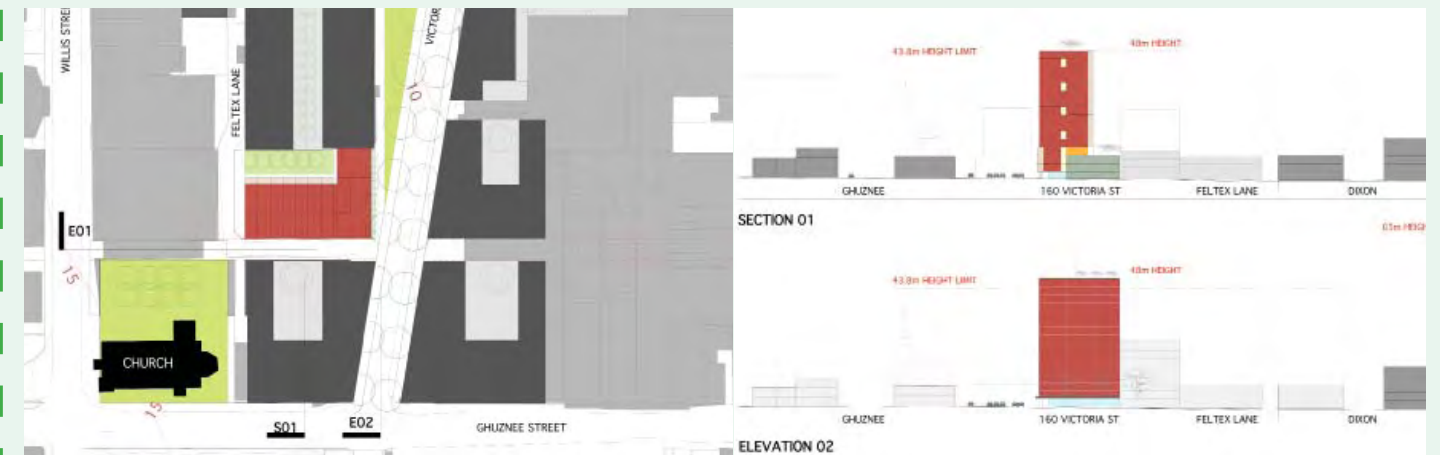 WILLIS STREE
FELTEX LANE
VICTOR
10
E01
15
CHURCH
15
S01
E02
GHUZNEE STREET
43.8m HEIGHT LIMIT
48m HEIGHT
GHUZNEE
160 VICTORIA ST
FELTEX LANE
DIXON
SECTION 01
43.8m HEIGHT LIMIT
48m HEIGHT
GHUZNEE
160 VICTORIA ST
FELTEX LANE
DIXON
ELEVATION 02